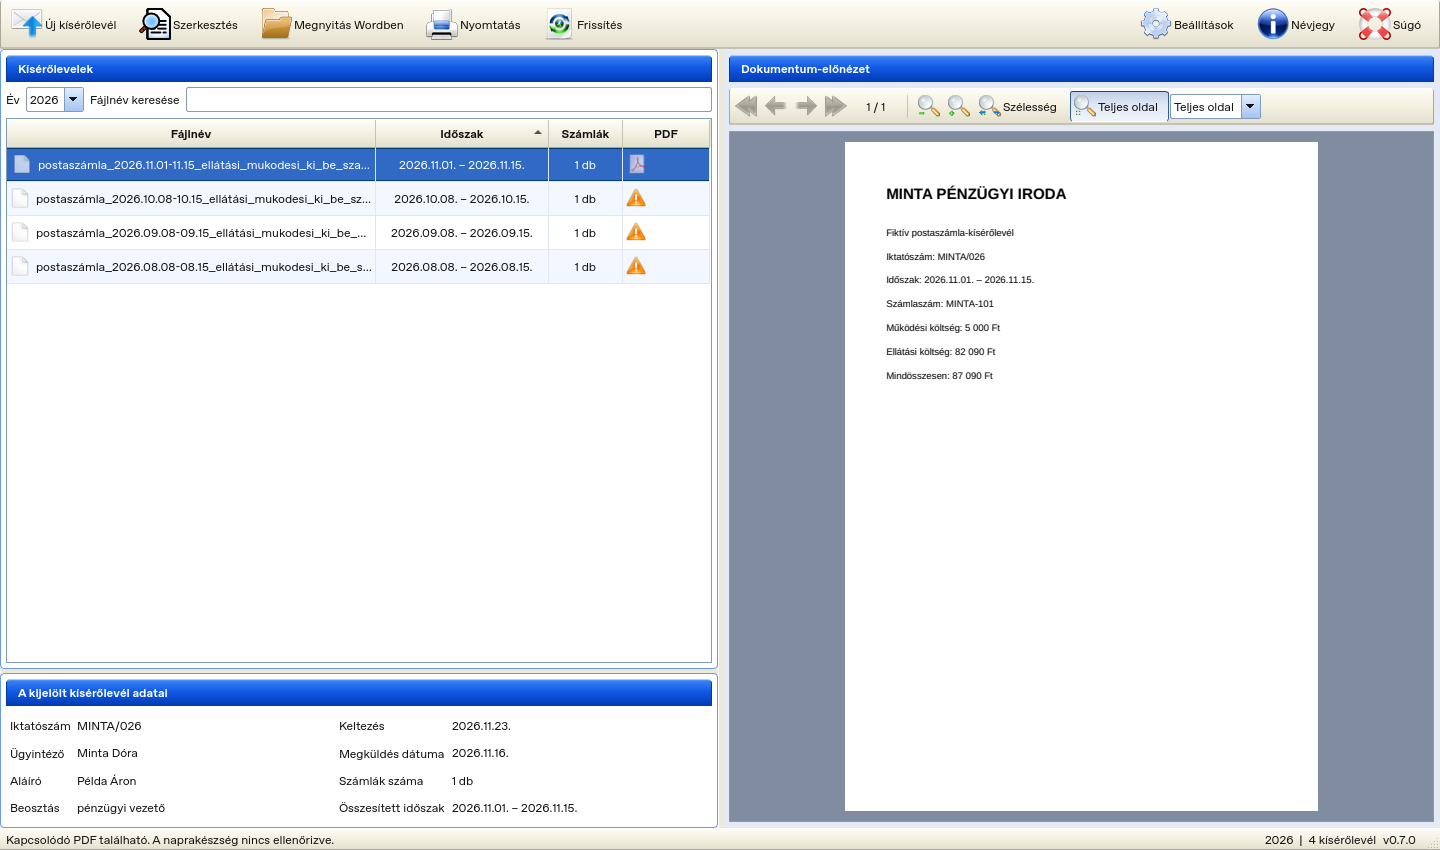 Új kísérőlevél Szerkesztés Megnyitás Wordben Nyomtatás Frissítés Beállítások Névjegy Súgó
Kísérőlevelek
Év 2026 Fájlnév keresése
Fájlnév Időszak Számlák PDF
postaszámla_2026.11.01-11.15_ellátási_mukodesi_ki_be_sza... 2026.11.01. – 2026.11.15. 1 db
postaszámla_2026.10.08-10.15_ellátási_mukodesi_ki_be_sz... 2026.10.08. – 2026.10.15. 1 db
postaszámla_2026.09.08-09.15_ellátási_mukodesi_ki_be_... 2026.09.08. – 2026.09.15. 1 db
postaszámla_2026.08.08-08.15_ellátási_mukodesi_ki_be_s... 2026.08.08. – 2026.08.15. 1 db
A kijelölt kísérőlevél adatai
Iktatószám MINTA/026 Keltezés 2026.11.23.
Ügyintéző Minta Dóra Megküldés dátuma 2026.11.16.
Aláíró Példa Áron Számlák száma 1 db
Beosztás pénzügyi vezető Összesített időszak 2026.11.01. – 2026.11.15.
Dokumentum-előnézet
1 / 1 Szélesség Teljes oldal Teljes oldal
MINTA PÉNZÜGYI IRODA
Fiktív postaszámla-kísérőlevél
Iktatószám: MINTA/026
Időszak: 2026.11.01. – 2026.11.15.
Számlaszám: MINTA-101
Működési költség: 5 000 Ft
Ellátási költség: 82 090 Ft
Mindösszesen: 87 090 Ft
Kapcsolódó PDF található. A naprakészség nincs ellenőrizve. 2026 | 4 kísérőlevél v0.7.0